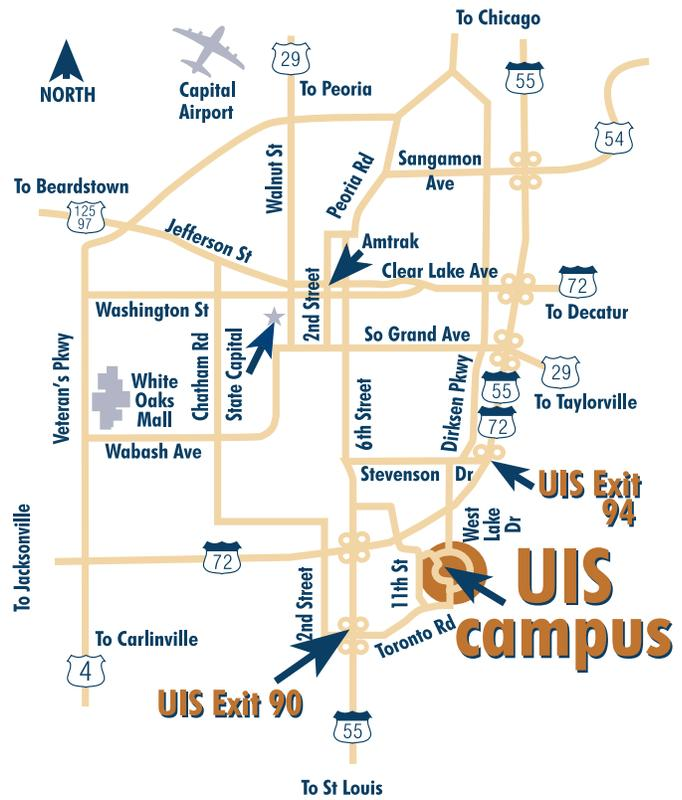 To Chicago
29
55
NORTH
Capital
Airport
To Peoria
54
Sangamon
Ave
Walnut St
Peoria Rd
To Beardstown
125
97
Jefferson St
Amtrak
Clear Lake Ave
72
Washington St
2nd Street
To Decatur
So Grand Ave
Veteran's Pkwy
Chatham Rd
State Capital
White
Oaks
Mall
6th Street
Dirksen Pkwy
29
55
To Taylorville
72
Wabash Ave
Stevenson Dr
UIS Exit
94
West
Lake
Dr
To Jacksonville
72
11th St
UIS
campus
2nd Street
To Carlinville
Toronto Rd
4
UIS Exit 90
55
To St Louis